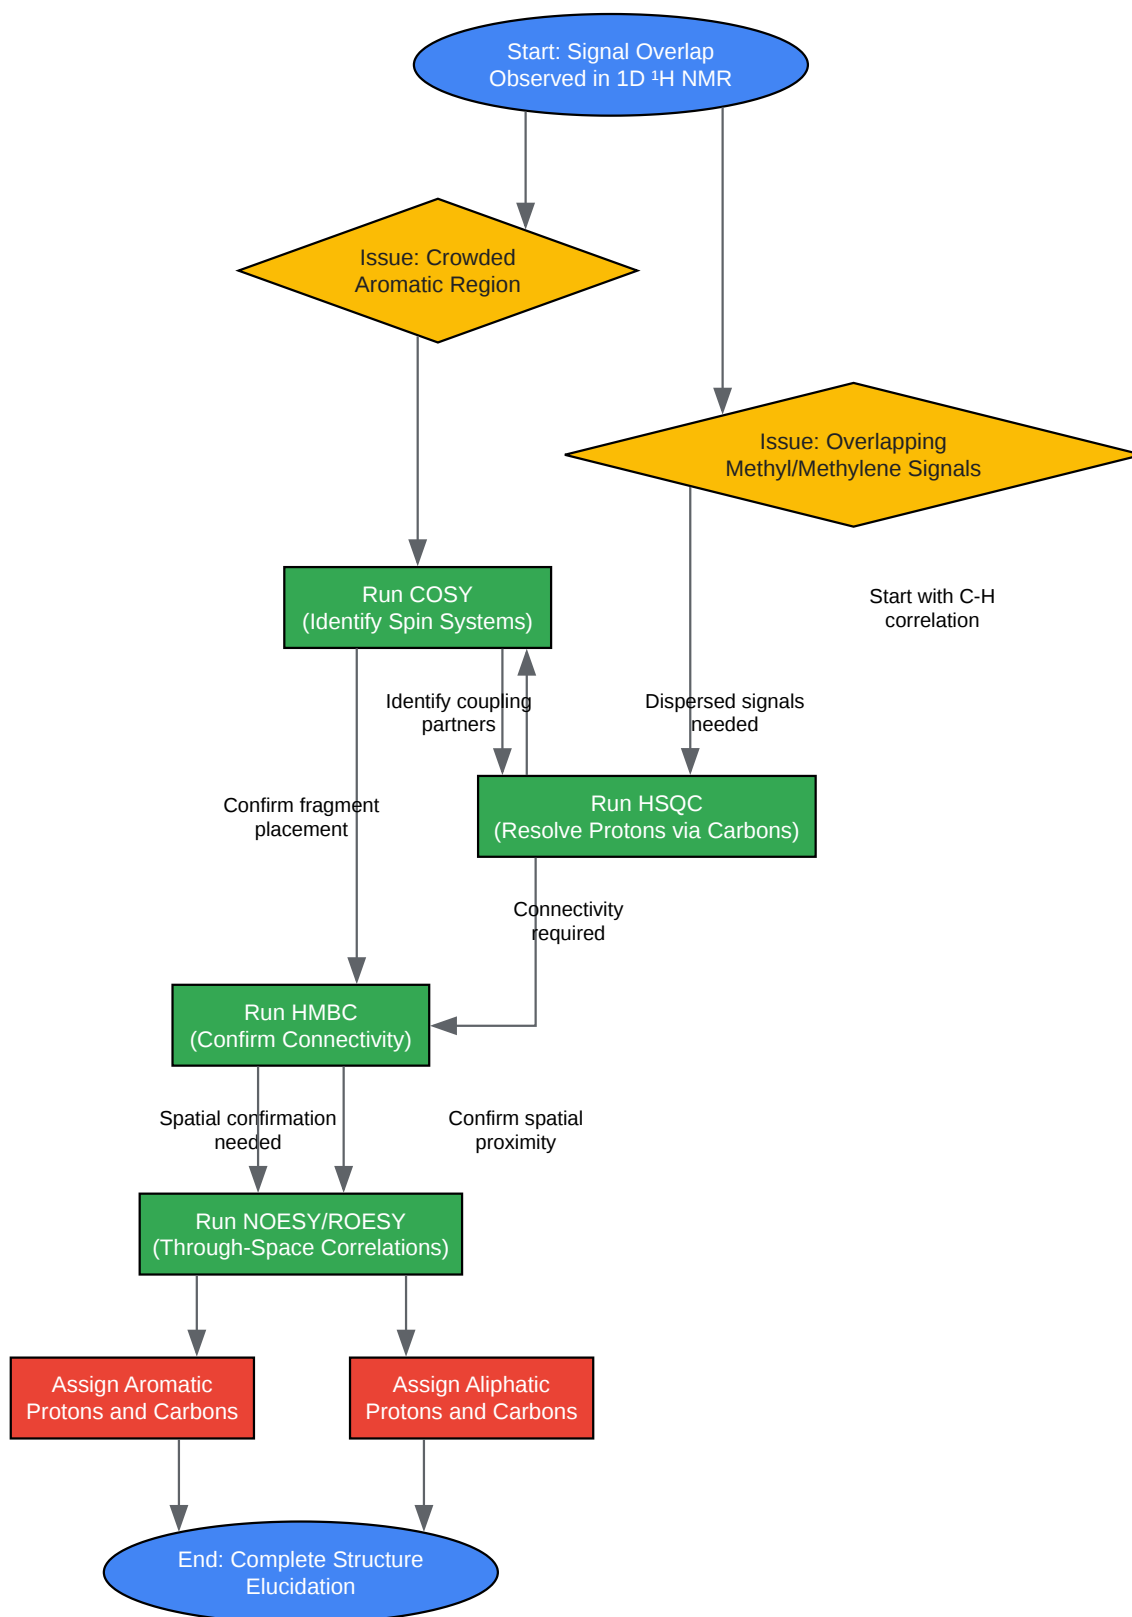 Start: Signal Overlap
Observed in 1D ¹H NMR
Issue: Crowded
Aromatic Region
Issue: Overlapping
Methyl/Methylene Signals
Run COSY
(Identify Spin Systems)
Start with C-H
correlation
Identify coupling
partners
Dispersed signals
needed
Run HSQC
(Resolve Protons via Carbons)
Confirm fragment
placement
Connectivity
required
Run HMBC
(Confirm Connectivity)
Spatial confirmation
needed
Confirm spatial
proximity
Run NOESY/ROESY
(Through-Space Correlations)
Assign Aromatic
Protons and Carbons
Assign Aliphatic
Protons and Carbons
End: Complete Structure
Elucidation